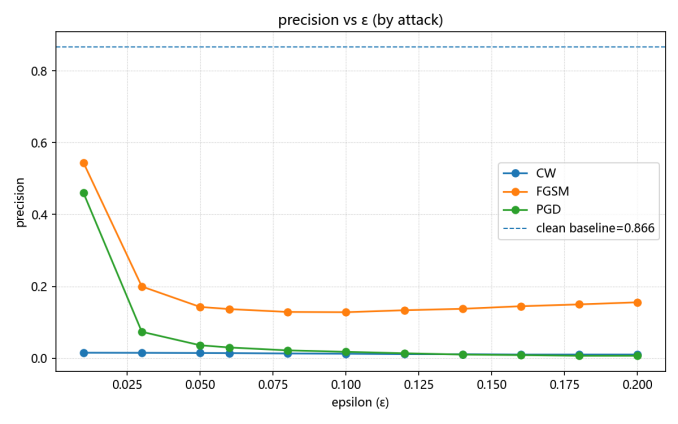 precision vs ε (by attack)
precision
0.8
0.6
0.4
0.2
0.0
CW
FGSM
PGD
clean baseline=0.866
0.025
0.050
0.075
0.100
0.125
0.150
0.175
0.200
epsilon (ε)